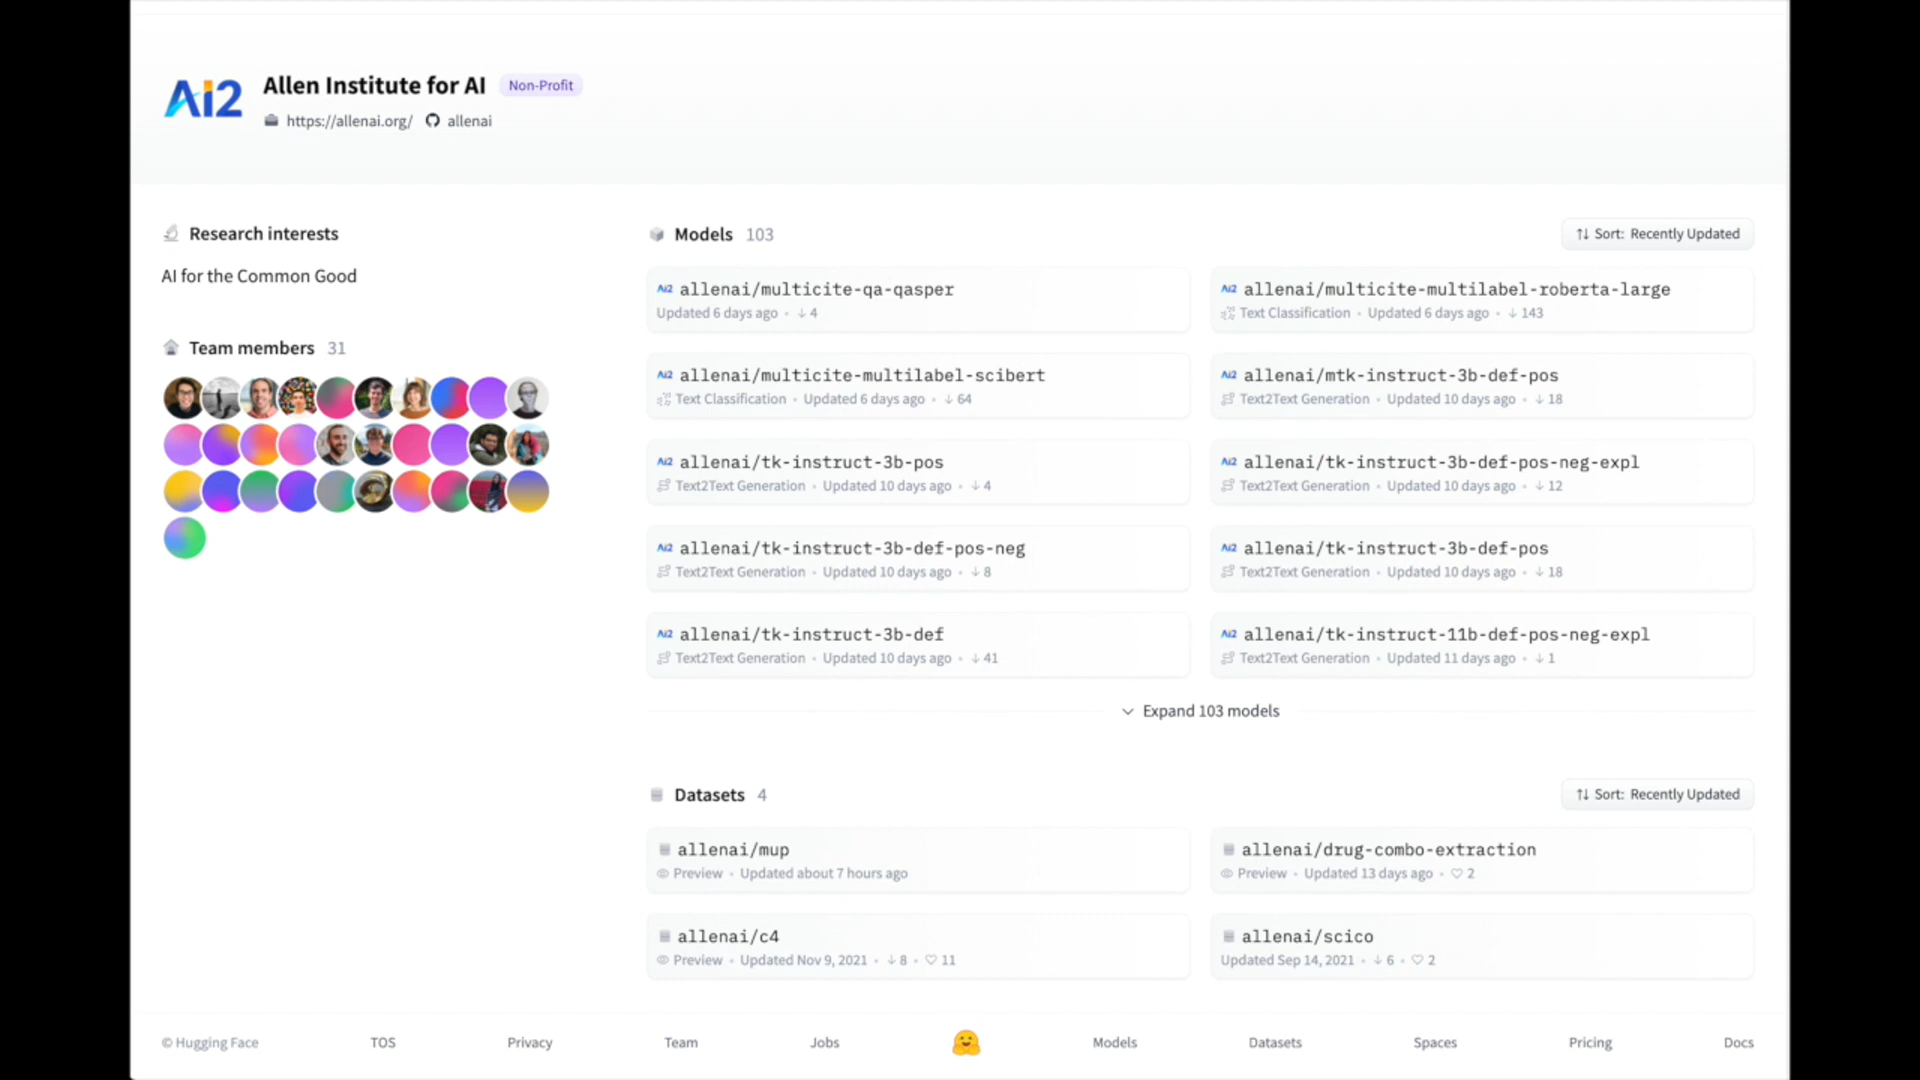 Ai2
Allen Institute for AI Non-Profit
https://allenai.org/ allenai
Research interests
AI for the Common Good
Team members 31
Models 103
Sort: Recently Updated
Ai2 allenai/multicite-qa-qasper
Updated 6 days ago • ↓ 4
Ai2 allenai/multicite-multilabel-roberta-large
Text Classification • Updated 6 days ago • ↓ 143
Ai2 allenai/multicite-multilabel-scibert
Text Classification • Updated 6 days ago • ↓ 64
Ai2 allenai/mtk-instruct-3b-def-pos
Text2Text Generation • Updated 10 days ago • ↓ 18
Ai2 allenai/tk-instruct-3b-pos
Text2Text Generation • Updated 10 days ago • ↓ 4
Ai2 allenai/tk-instruct-3b-def-pos-neg-expl
Text2Text Generation • Updated 10 days ago • ↓ 12
Ai2 allenai/tk-instruct-3b-def-pos-neg
Text2Text Generation • Updated 10 days ago • ↓ 8
Ai2 allenai/tk-instruct-3b-def-pos
Text2Text Generation • Updated 10 days ago • ↓ 18
Ai2 allenai/tk-instruct-3b-def
Text2Text Generation • Updated 10 days ago • ↓ 41
Ai2 allenai/tk-instruct-11b-def-pos-neg-expl
Text2Text Generation • Updated 11 days ago • ↓ 1
Expand 103 models
Datasets 4
Sort: Recently Updated
allenai/mup
Preview • Updated about 7 hours ago
allenai/drug-combo-extraction
Preview • Updated 13 days ago • ♡ 2
allenai/c4
Preview • Updated Nov 9, 2021 • ↓ 8 • ♡ 11
allenai/scico
Updated Sep 14, 2021 • ↓ 6 • ♡ 2
© Hugging Face TOS Privacy Team Jobs Models Datasets Spaces Pricing Docs